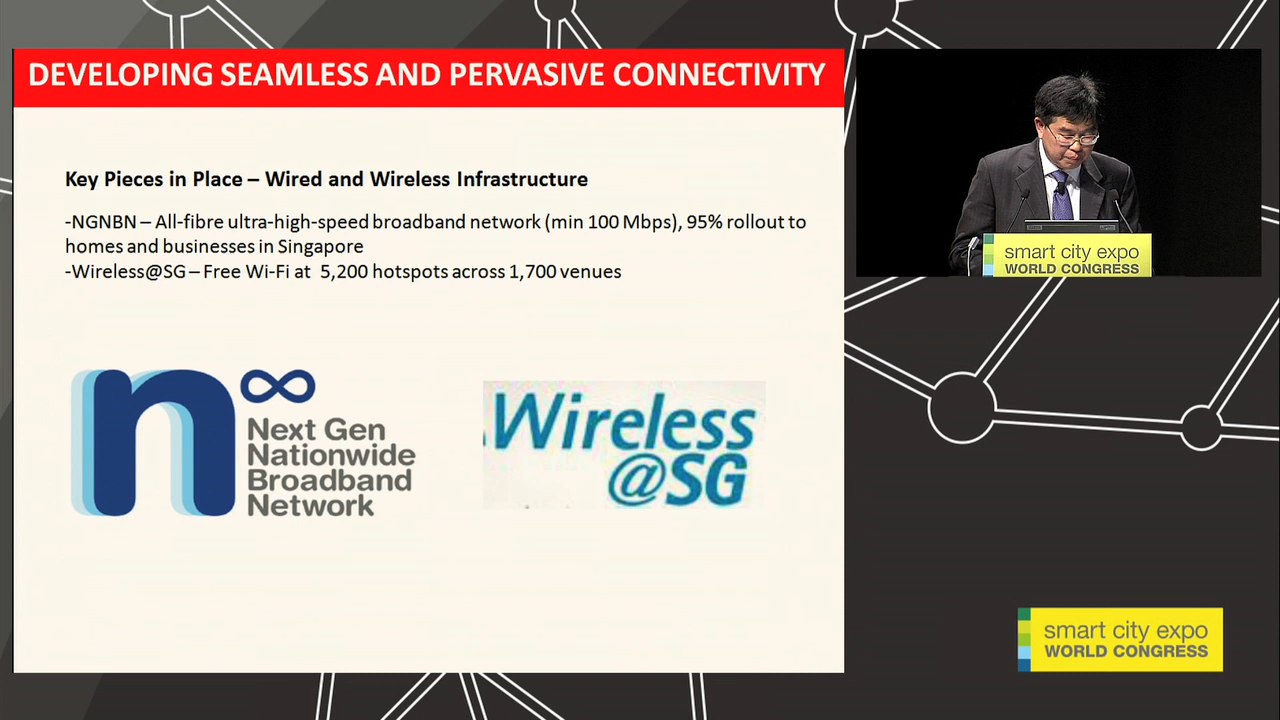 DEVELOPING SEAMLESS AND PERVASIVE CONNECTIVITY
Key Pieces in Place – Wired and Wireless Infrastructure
-NGNBN – All-fibre ultra-high-speed broadband network (min 100 Mbps), 95% rollout to
homes and businesses in Singapore
-Wireless@SG – Free Wi-Fi at 5,200 hotspots across 1,700 venues
n∞
Next Gen
Nationwide
Broadband
Network
Wireless
@SG
smart city expo
WORLD CONGRESS
smart city expo
WORLD CONGRESS